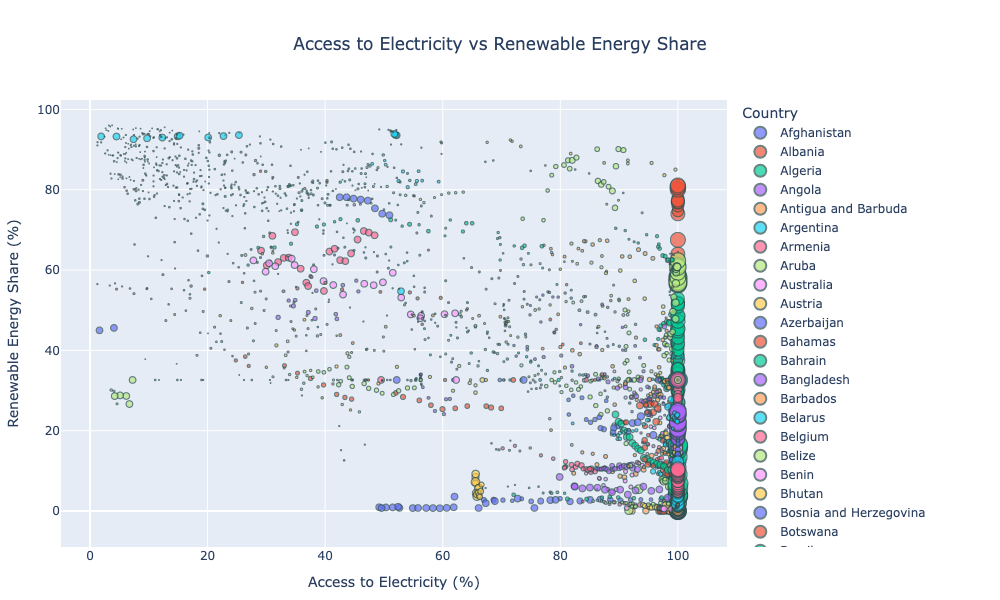 Access to Electricity vs Renewable Energy Share
Country
Afghanistan
Albania
Algeria
Angola
Antigua and Barbuda
Argentina
Armenia
Aruba
Australia
Austria
Azerbaijan
Bahamas
Bahrain
Bangladesh
Barbados
Belarus
Belgium
Belize
Benin
Bhutan
Bosnia and Herzegovina
Botswana
Renewable Energy Share (%)
100
80
60
40
20
0
0
20
40
60
80
100
Access to Electricity (%)